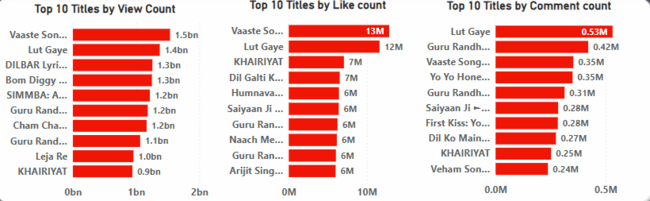 Top 10 Titles by View Count
Vaaste Son... 1.5bn
Lut Gaye 1.4bn
DILBAR Lyri... 1.3bn
Bom Diggy ... 1.3bn
SIMMBA: A... 1.2bn
Guru Rand... 1.2bn
Cham Cha... 1.2bn
Guru Rand... 1.1bn
Leja Re 1.0bn
KHAIRIYAT 0.9bn
0bn 1bn 2bn
Top 10 Titles by Like count
Vaaste So... 13M
Lut Gaye 12M
KHAIRIYAT 7M
Dil Galti K... 7M
Humnava... 6M
Saiyaan Ji ... 6M
Guru Ran... 6M
Naach Me... 6M
Guru Ran... 6M
Arijit Sing... 6M
0M 10M
Top 10 Titles by Comment count
Lut Gaye 0.53M
Guru Randh... 0.42M
Vaaste Song... 0.35M
Yo Yo Hone... 0.35M
Guru Randh... 0.31M
Saiyaan Ji ►... 0.28M
First Kiss: Yo... 0.28M
Dil Ko Main... 0.27M
KHAIRIYAT 0.25M
Veham Son... 0.24M
0.0M 0.5M